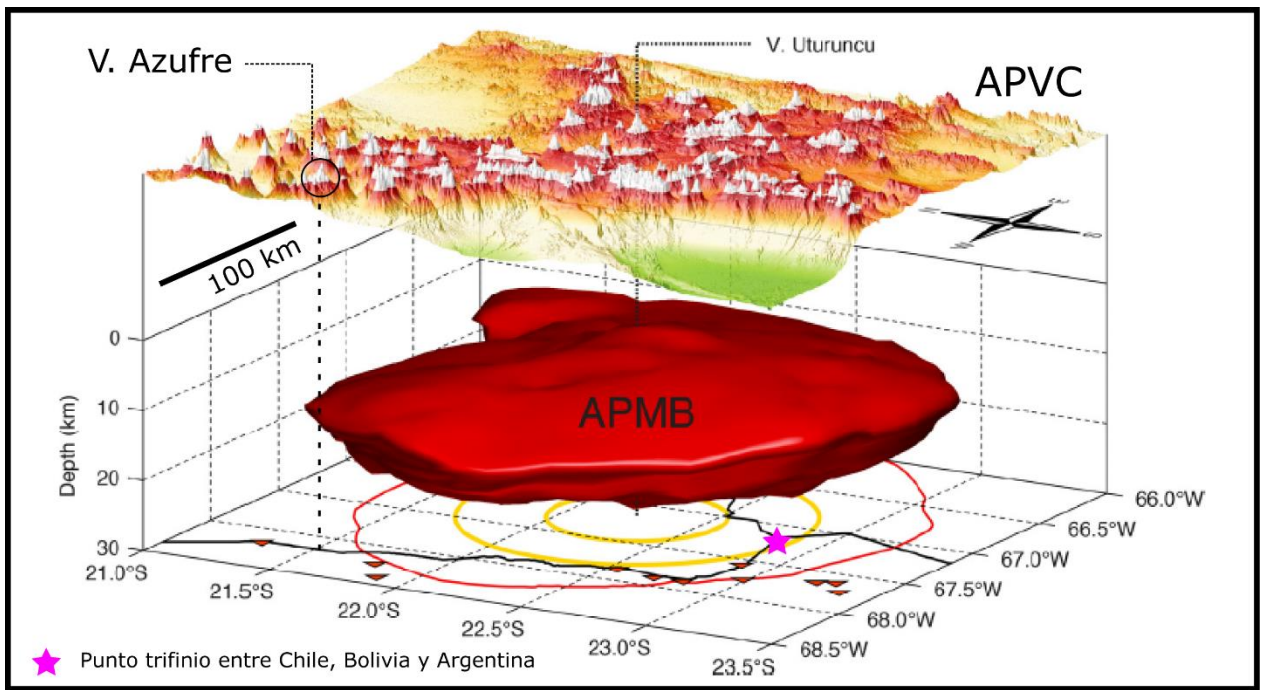 V. Azufre
V. Uturuncu
APVC
N
E
W
S
100 km
APMB
Depth (km)
0
10
20
30
21.0°S
21.5°S
22.0°S
22.5°S
23.0°S
23.5°S
66.0°W
66.5°W
67.0°W
67.5°W
68.0°W
68.5°W
Punto trifinio entre Chile, Bolivia y Argentina